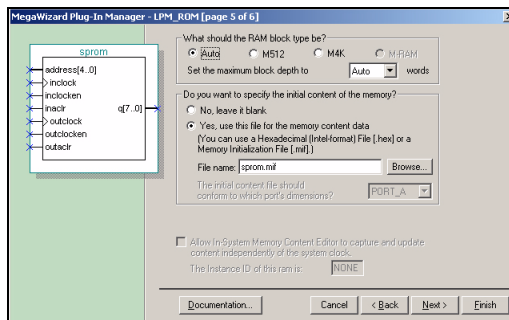 MegaWizard Plug-In Manager - LPM_ROM [page 5 of 6]
sprom
address[4..0]
inclock
inclocken
inaclr
q[7..0]
outclock
outclocken
outaclr
What should the RAM block type be?
Auto
M512
M4K
M-RAM
Set the maximum block depth to
Auto
words
Do you want to specify the initial content of the memory?
No, leave it blank
Yes, use this file for the memory content data
(You can use a Hexadecimal (Intel-format) File [.hex] or a
Memory Initialization File [.mif].)
File name:
sprom.mif
Browse...
The initial content file should
conform to which port's dimensions?
PORT_A
Allow In-System Memory Content Editor to capture and update
content independently of the system clock.
The Instance ID of this ram is:
NONE
Documentation...
Cancel
< Back
Next >
Finish